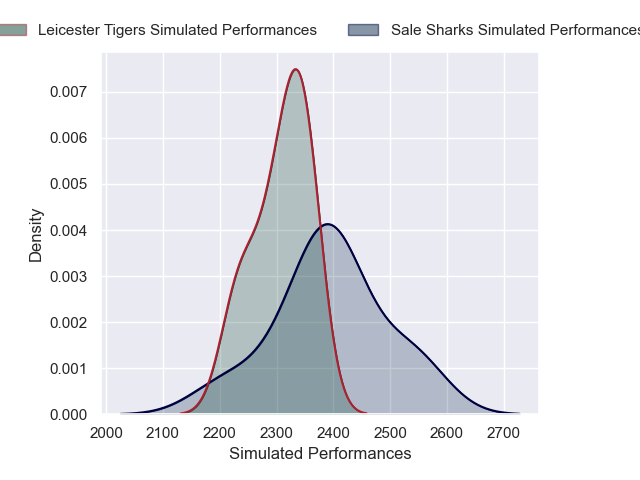 Leicester Tigers Simulated Performances Sale Sharks Simulated Performances
0.007
0.006
0.005
0.004
0.003
0.002
0.001
0.000
Density
2000 2100 2200 2300 2400 2500 2600 2700
Simulated Performances